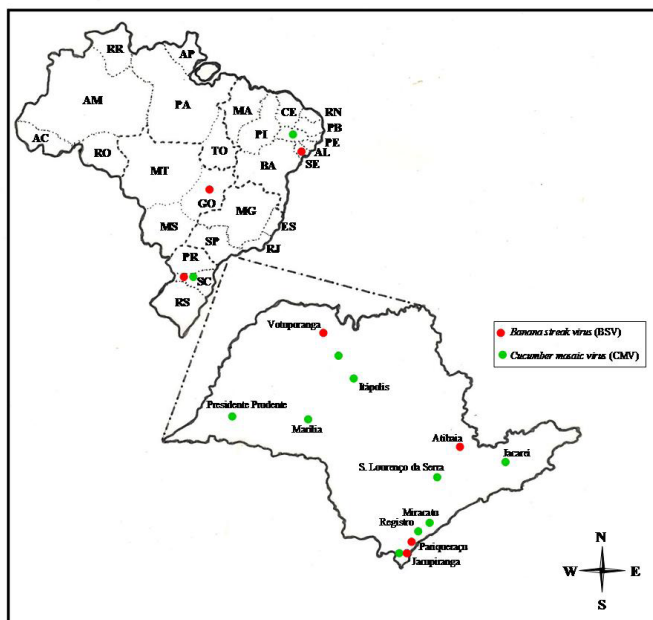 RR
AP
AM
PA
MA
CE
RN
PB
PI
PE
AL
SE
AC
RO
TO
MT
BA
GO
MG
ES
MS
SP
RJ
PR
SC
RS
Votuporanga
Itápolis
Presidente Prudente
Marília
Atibaia
Jacareí
S. Lourenço da Serra
Miracatu
Registro
Pariqueraçu
Jacupiranga
Banana streak virus (BSV)
Cucumber mosaic virus (CMV)
N
W E
S